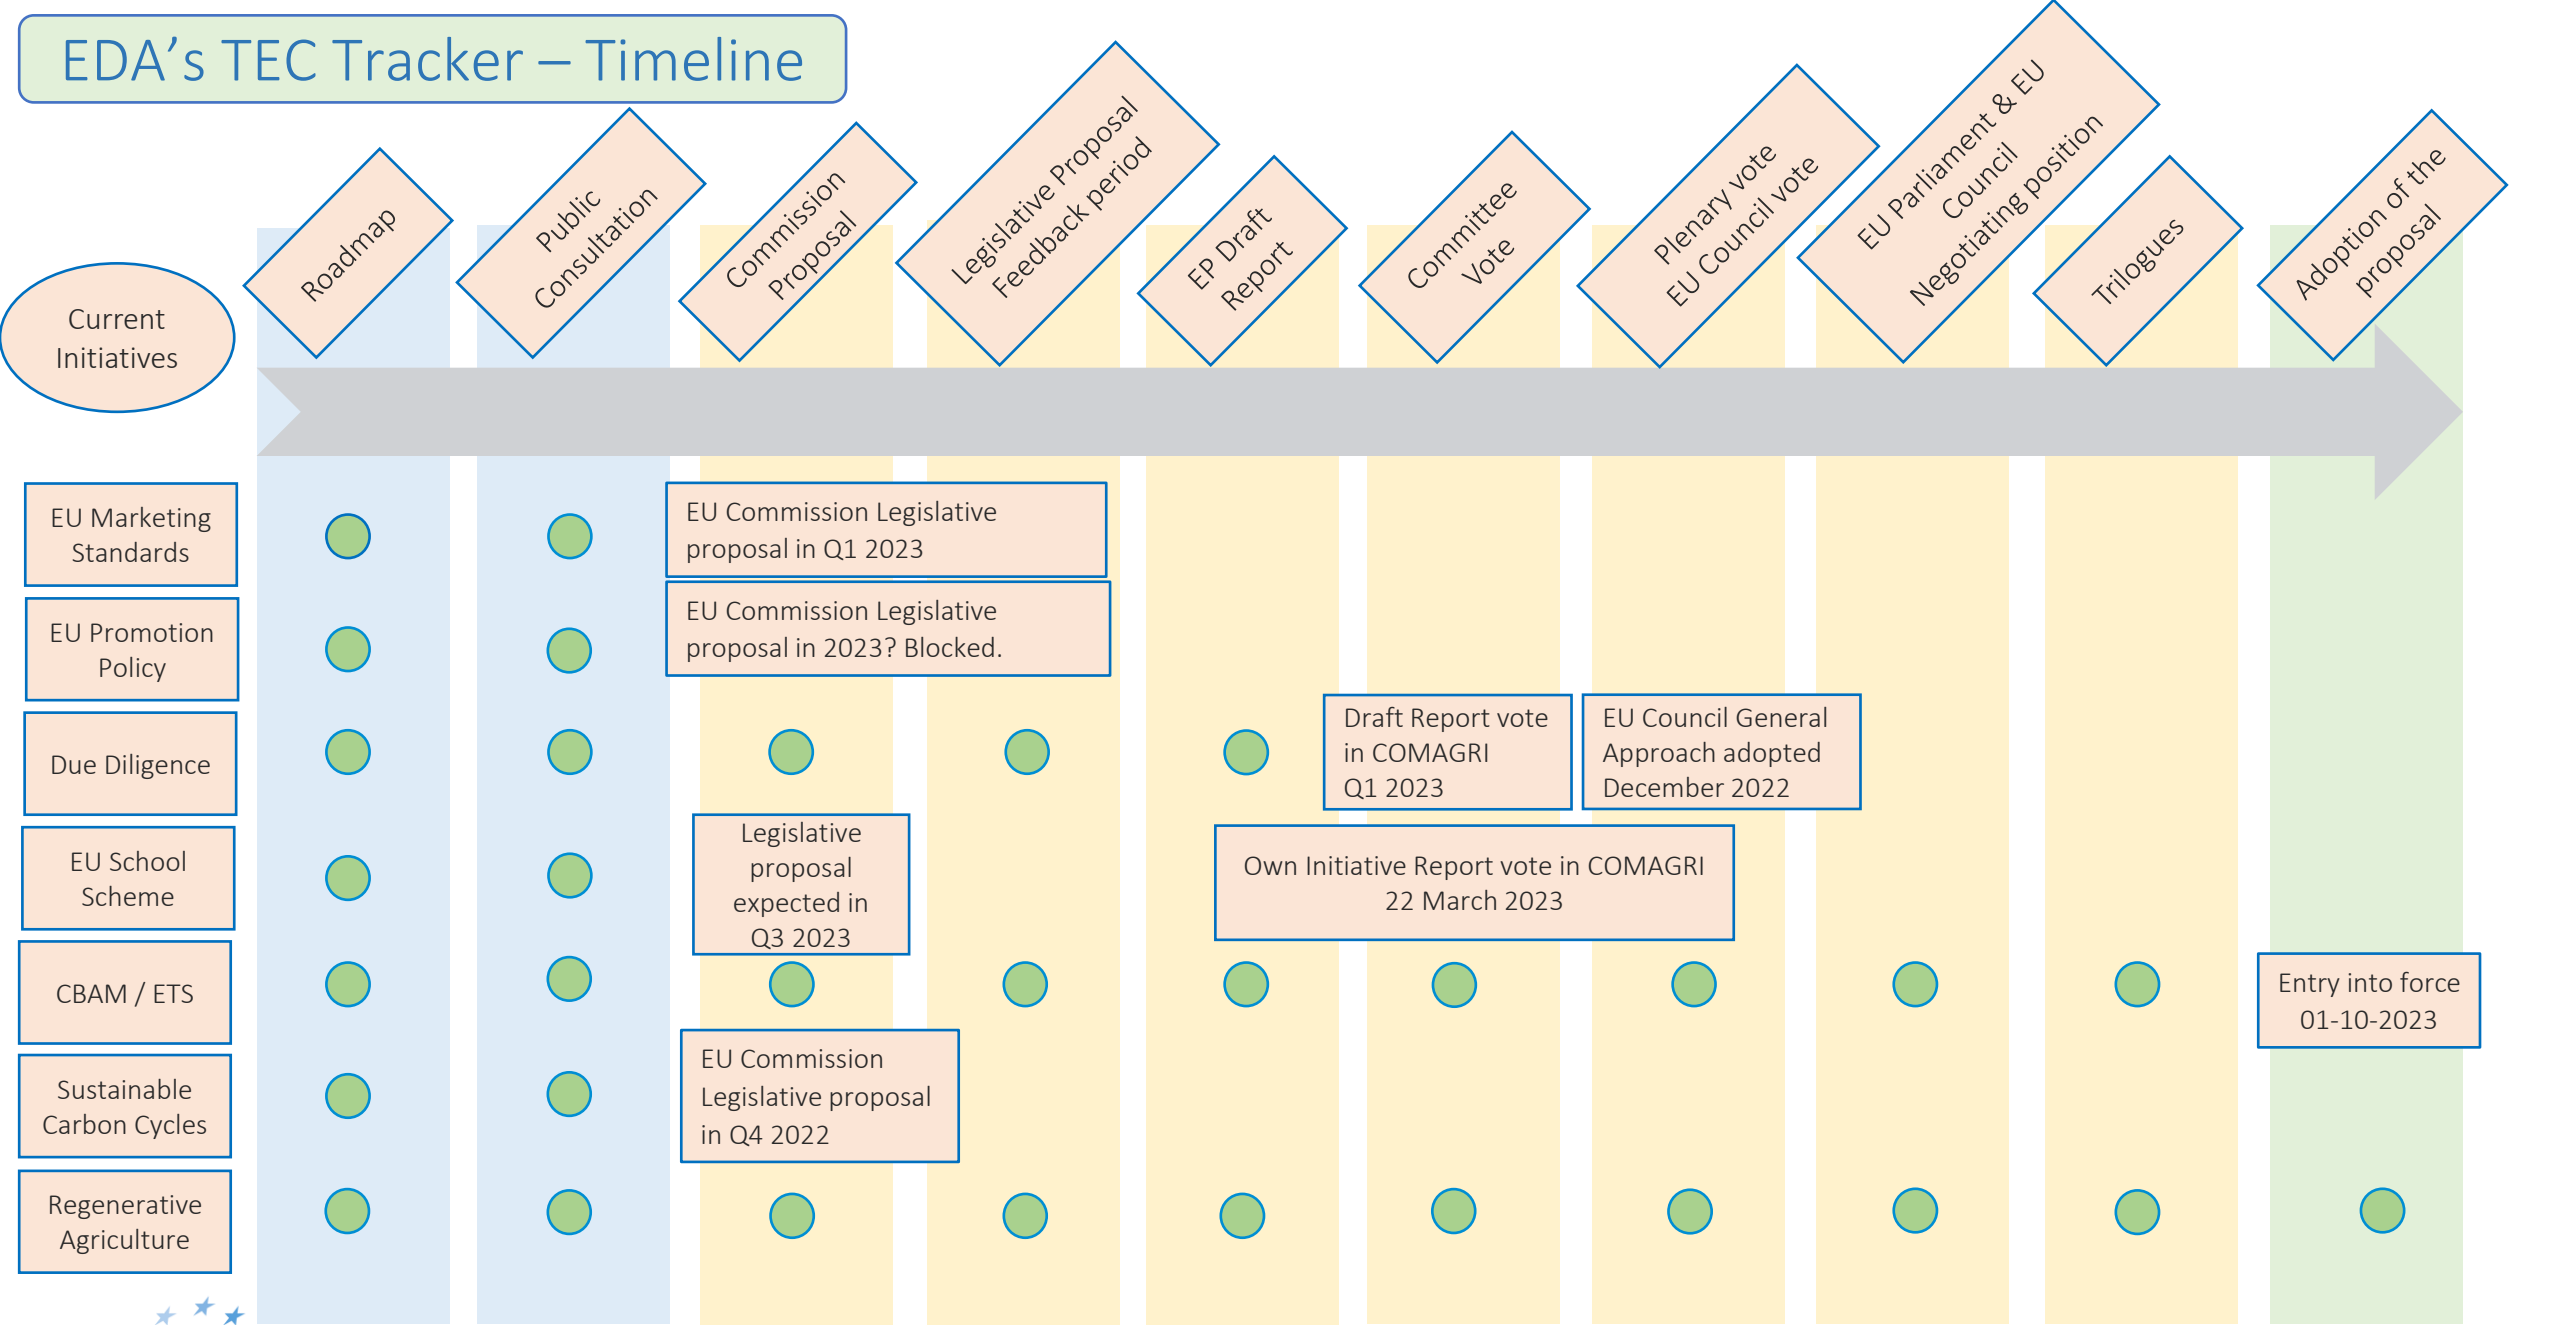 EDA’s TEC Tracker – Timeline
Roadmap
Public
Consultation
Commission
Proposal
Legislative Proposal
Feedback period
EP Draft
Report
Committee
Vote
Plenary vote
EU Council vote
EU Parliament & EU
Council
Negotiating position
Trilogues
Adoption of the
proposal
Current
Initiatives
EU Marketing
Standards
EU Commission Legislative
proposal in Q1 2023
EU Promotion
Policy
EU Commission Legislative
proposal in 2023? Blocked.
Due Diligence
Draft Report vote
in COMAGRI
Q1 2023
EU Council General
Approach adopted
December 2022
EU School
Scheme
Legislative
proposal
expected in
Q3 2023
Own Initiative Report vote in COMAGRI
22 March 2023
CBAM / ETS
Entry into force
01-10-2023
Sustainable
Carbon Cycles
EU Commission
Legislative proposal
in Q4 2022
Regenerative
Agriculture